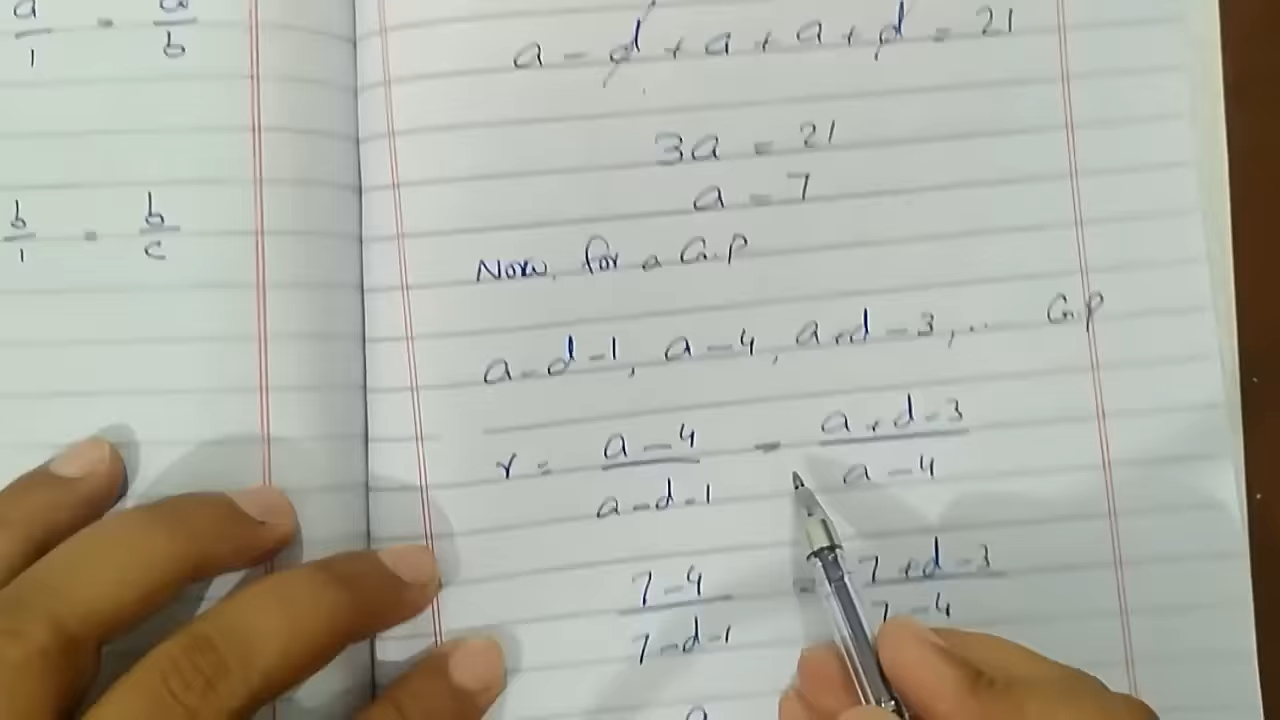 a/1 = a/b
b/1 = b/c
a - d + a + a + d = 21
3a = 21
a = 7
Now, for a G.P
a-d-1, a-4, a+d-3, ... G.P
r = a-4/a-d-1 = a+d-3/a-4
7-4/7-d-1 = 7+d-3/7-4